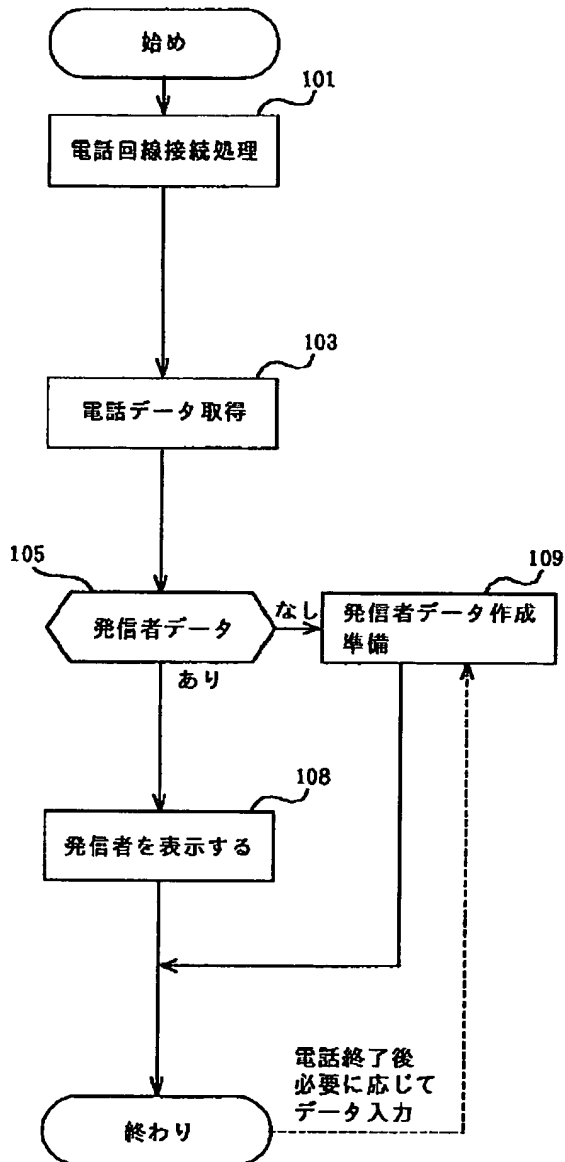 始め
101
電話回線接続処理
103
電話データ取得
105
発信者データ
なし
109
発信者データ作成
準備
あり
108
発信者を表示する
電話終了後
必要に応じて
データ入力
終わり